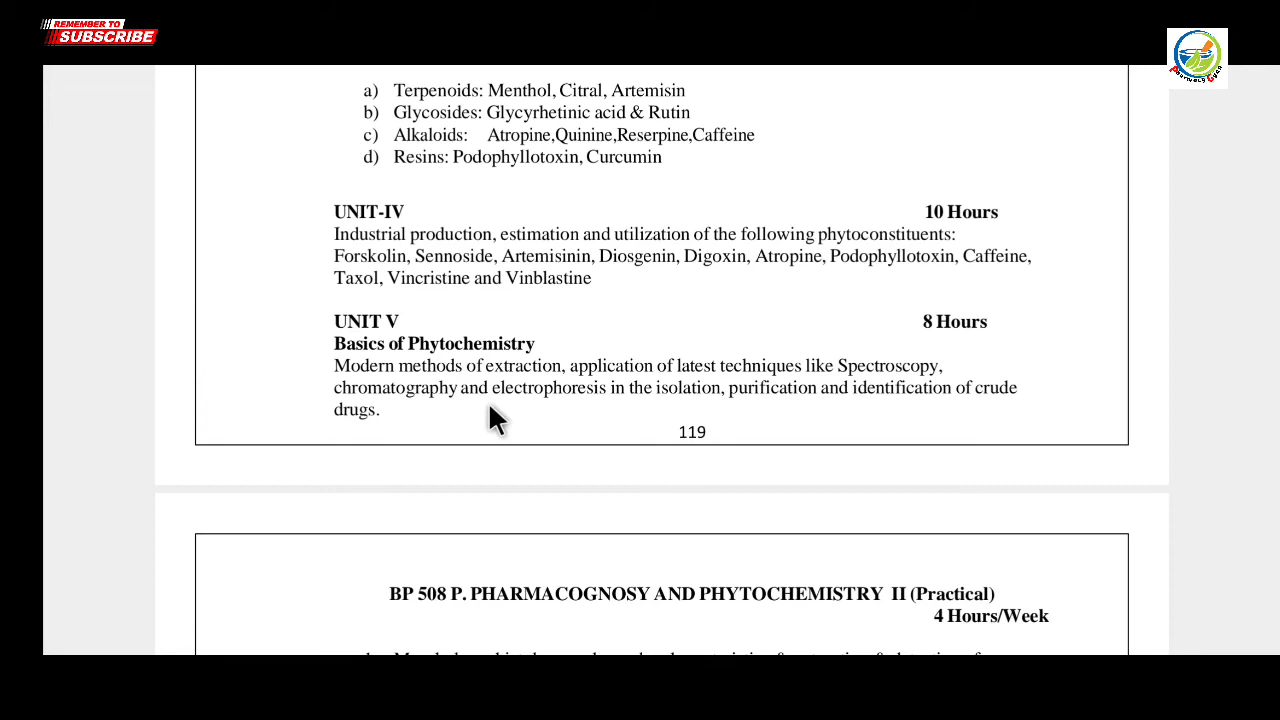 REMEMBER TO
SUBSCRIBE
a) Terpenoids: Menthol, Citral, Artemisin
b) Glycosides: Glycyrhetinic acid & Rutin
c) Alkaloids: Atropine,Quinine,Reserpine,Caffeine
d) Resins: Podophyllotoxin, Curcumin
UNIT-IV 10 Hours
Industrial production, estimation and utilization of the following phytoconstituents:
Forskolin, Sennoside, Artemisinin, Diosgenin, Digoxin, Atropine, Podophyllotoxin, Caffeine,
Taxol, Vincristine and Vinblastine
UNIT V 8 Hours
Basics of Phytochemistry
Modern methods of extraction, application of latest techniques like Spectroscopy,
chromatography and electrophoresis in the isolation, purification and identification of crude
drugs.
119
BP 508 P. PHARMACOGNOSY AND PHYTOCHEMISTRY II (Practical)
4 Hours/Week